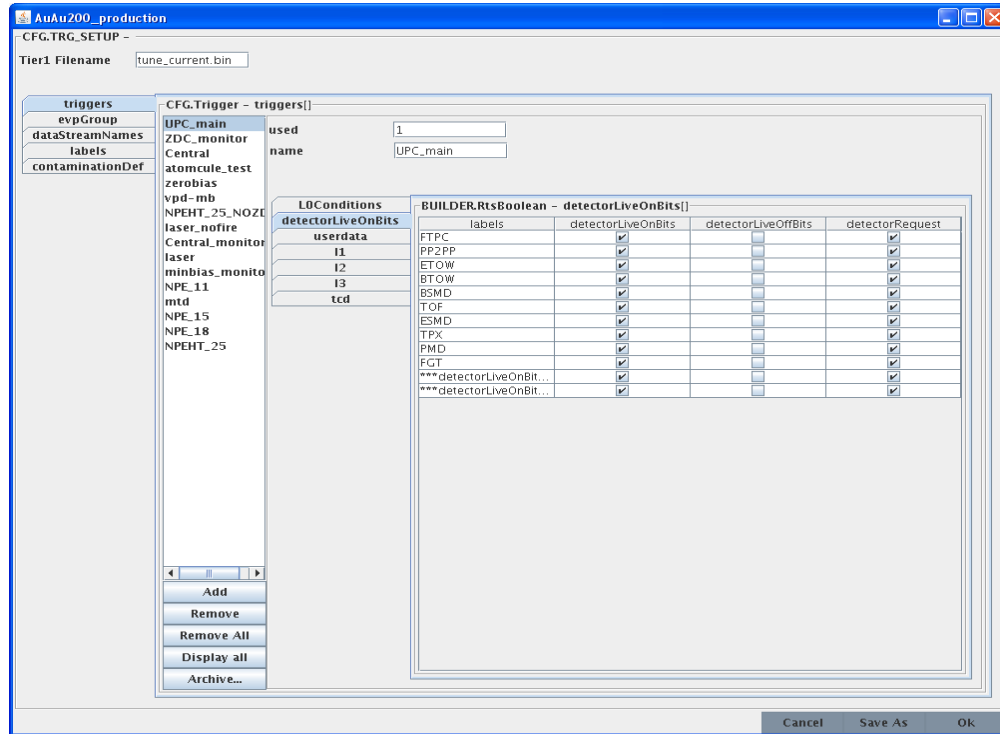 AuAu200_production
CFG.TRG_SETUP -
Tier1 Filename tune_current.bin
triggers
evpGroup
dataStreamNames
labels
contaminationDef
CFG.Trigger - triggers[]
UPC_main
ZDC_monitor
Central
atomcule_test
zerobias
vpd-mb
NPEHT_25_NOZD
laser_nofire
Central_monitor
laser
minbias_monito
NPE_11
mtd
NPE_15
NPE_18
NPEHT_25
Add
Remove
Remove All
Display all
Archive...
used 1
name UPC_main
L0Conditions
detectorLiveOnBits
userdata
l1
l2
l3
tcd
BUILDER.RtsBoolean - detectorLiveOnBits[]
labels detectorLiveOnBits detectorLiveOffBits detectorRequest
FTPC
PP2PP
ETOW
BTOW
BSMD
TOF
ESMD
TPX
PMD
FGT
***detectorLiveOnBit...
***detectorLiveOnBit...
Cancel Save As Ok